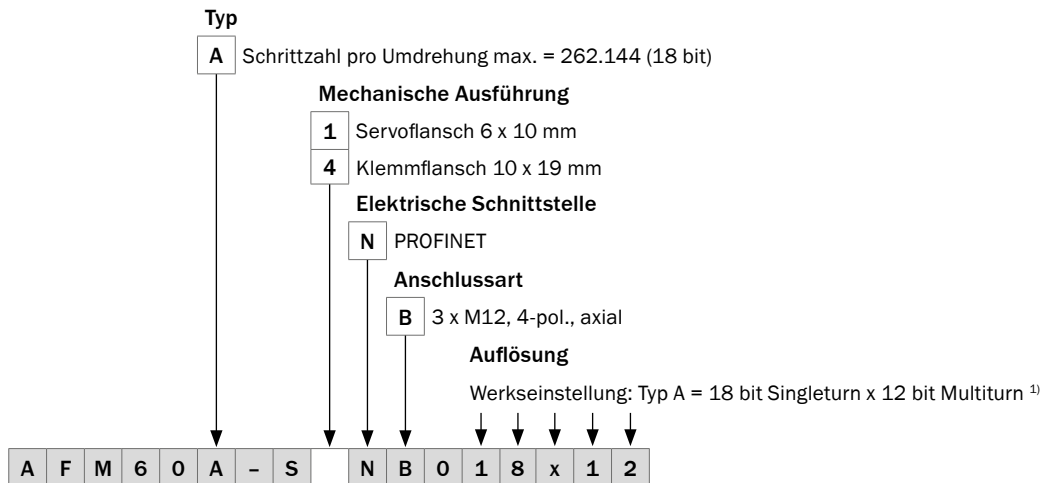 Typ
A Schrittzahl pro Umdrehung max. = 262.144 (18 bit)
Mechanische Ausführung
1 Servoflansch 6 x 10 mm
4 Klemmflansch 10 x 19 mm
Elektrische Schnittstelle
N PROFINET
Anschlussart
B 3 x M12, 4-pol., axial
Auflösung
Werkseinstellung: Typ A = 18 bit Singleturn x 12 bit Multiturn 1)
A F M 6 0 A – S N B 0 1 8 x 1 2